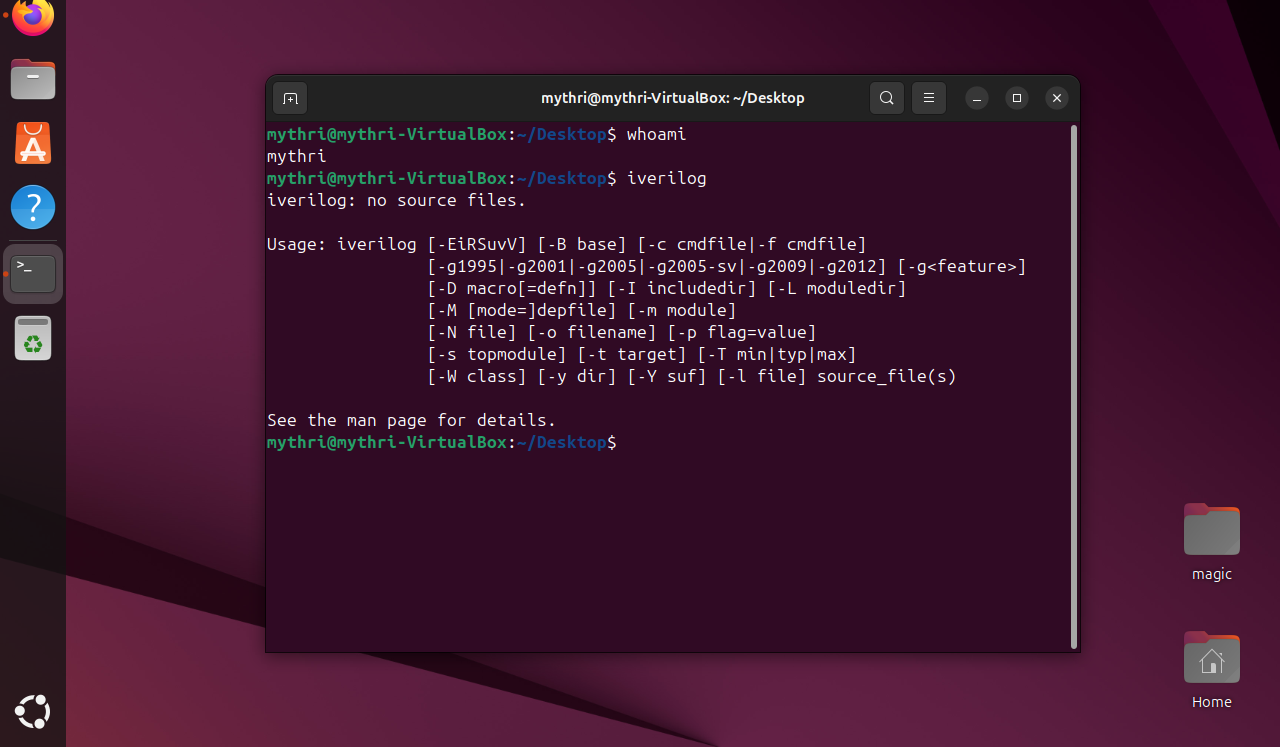 mythri@mythri-VirtualBox: ~/Desktop
mythri@mythri-VirtualBox:~/Desktop$ whoami
mythri
mythri@mythri-VirtualBox:~/Desktop$ iverilog
iverilog: no source files.

Usage: iverilog [-EiRSuvV] [-B base] [-c cmdfile|-f cmdfile]
                [-g1995|-g2001|-g2005|-g2005-sv|-g2009|-g2012] [-g<feature>]
                [-D macro[=defn]] [-I includedir] [-L moduledir]
                [-M [mode=]depfile] [-m module]
                [-N file] [-o filename] [-p flag=value]
                [-s topmodule] [-t target] [-T min|typ|max]
                [-W class] [-y dir] [-Y suf] [-l file] source_file(s)

See the man page for details.
mythri@mythri-VirtualBox:~/Desktop$
magic
Home